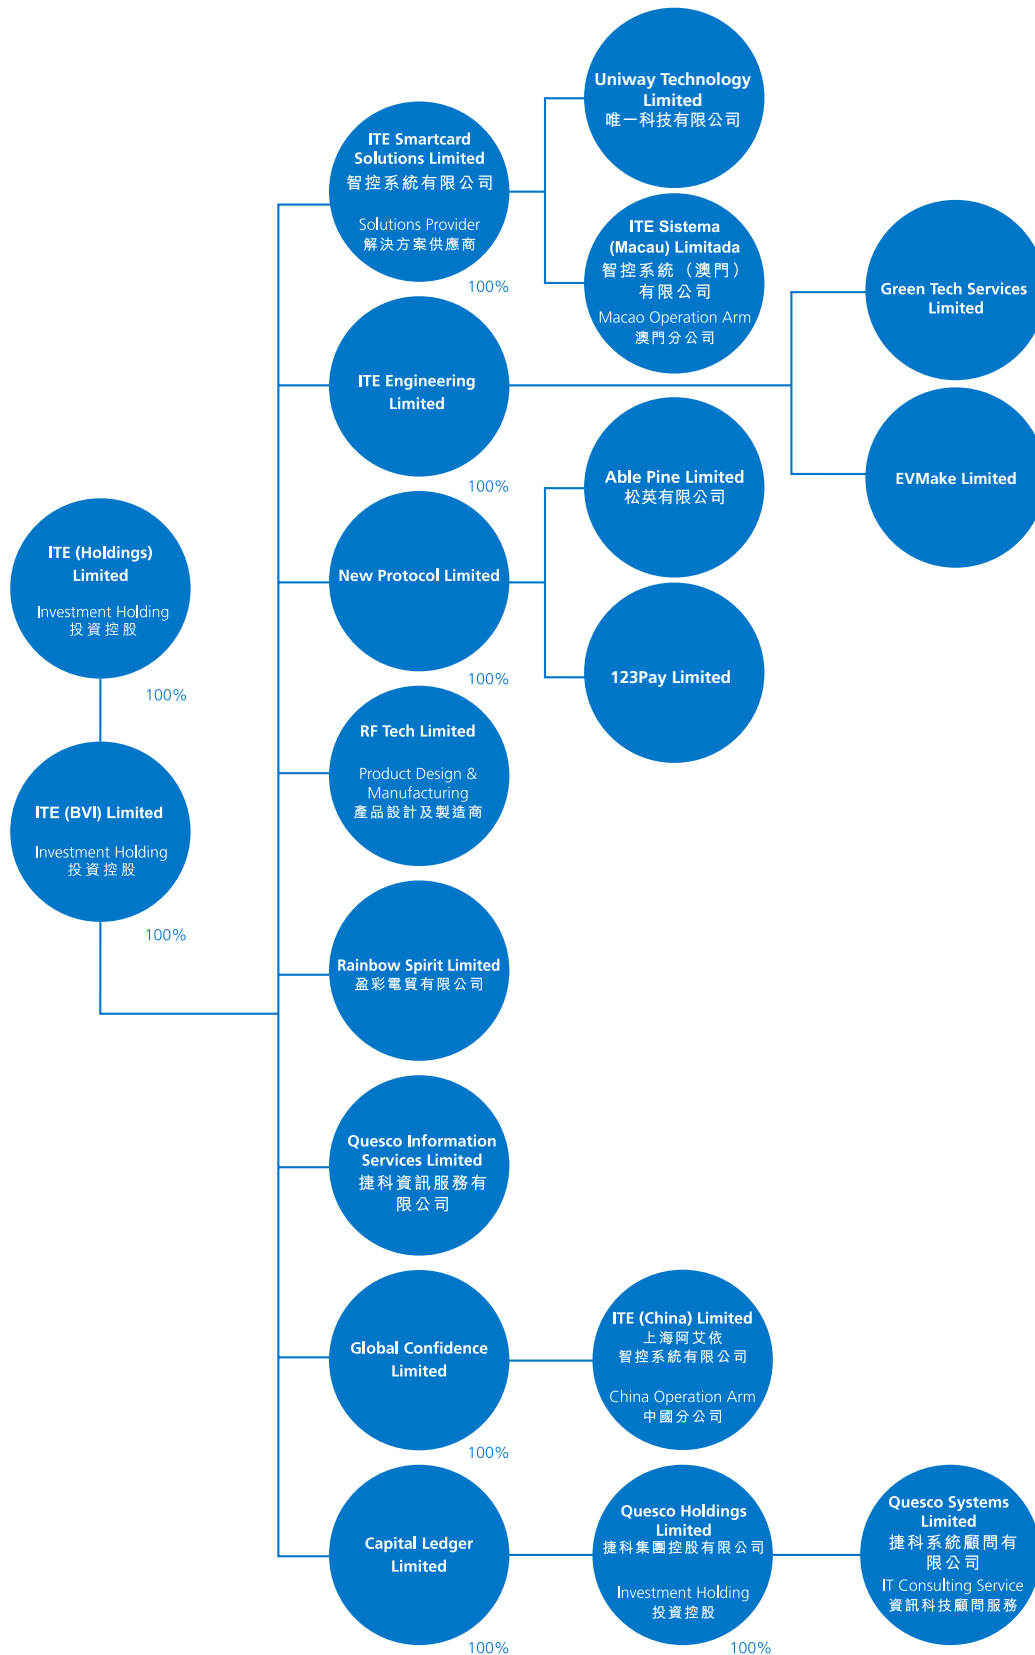 ITE (Holdings)
Limited
Investment Holding
投資控股
100%
ITE (BVI) Limited
Investment Holding
投資控股
100%
ITE Smartcard
Solutions Limited
智控系統有限公司
Solutions Provider
解決方案供應商
100%
Uniway Technology
Limited
唯一科技有限公司
ITE Sistema
(Macau) Limitada
智控系統（澳門）
有限公司
Macao Operation Arm
澳門分公司
ITE Engineering
Limited
100%
Green Tech Services
Limited
EVMake Limited
New Protocol Limited
100%
Able Pine Limited
松英有限公司
123Pay Limited
RF Tech Limited
Product Design &
Manufacturing
產品設計及製造商
Rainbow Spirit Limited
盈彩電貿有限公司
Quesco Information
Services Limited
捷科資訊服務有
限公司
Global Confidence
Limited
100%
ITE (China) Limited
上海阿艾依
智控系統有限公司
China Operation Arm
中國分公司
Capital Ledger
Limited
100%
Quesco Holdings
Limited
捷科集團控股有限公司
Investment Holding
投資控股
100%
Quesco Systems
Limited
捷科系統顧問有
限公司
IT Consulting Service
資訊科技顧問服務